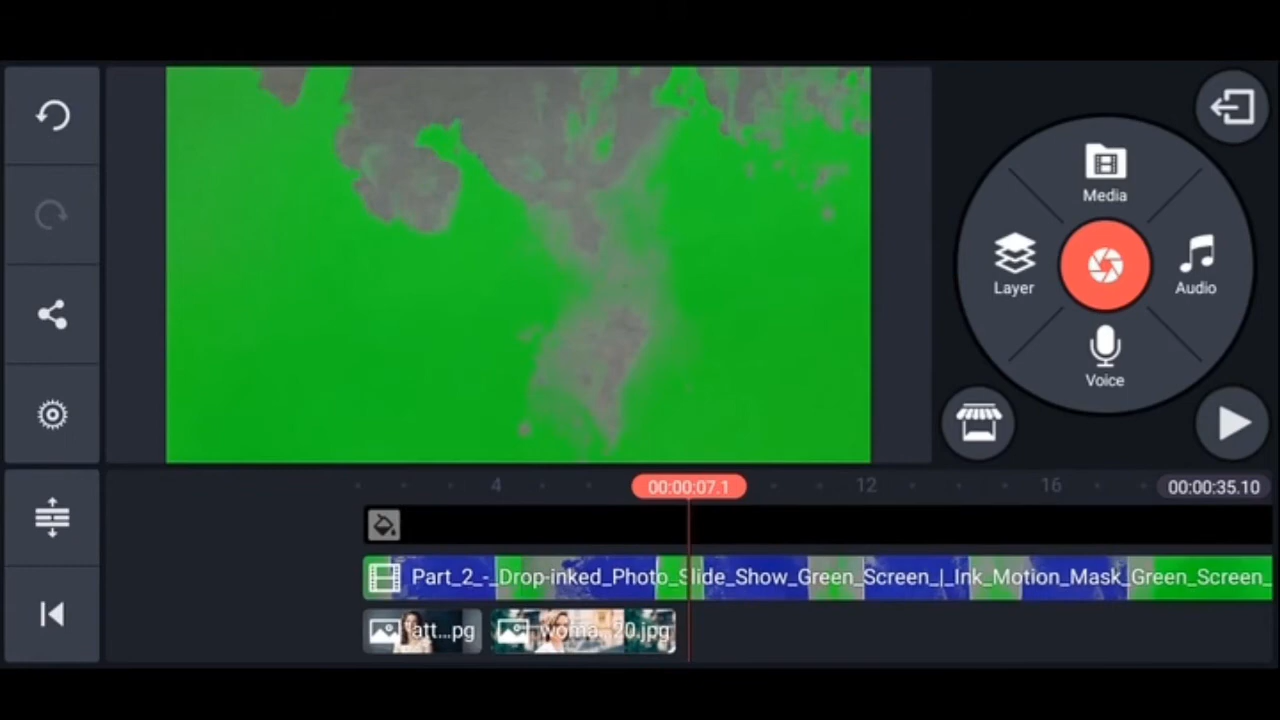 Media
Layer
Audio
Voice
4
00:00:07.1
12
16
00:00:35.10
Part_2_-_Drop-inked_Photo_Slide_Show_Green_Screen_|_Ink_Motion_Mask_Green_Screen_
att...pg
woma...20.jpg